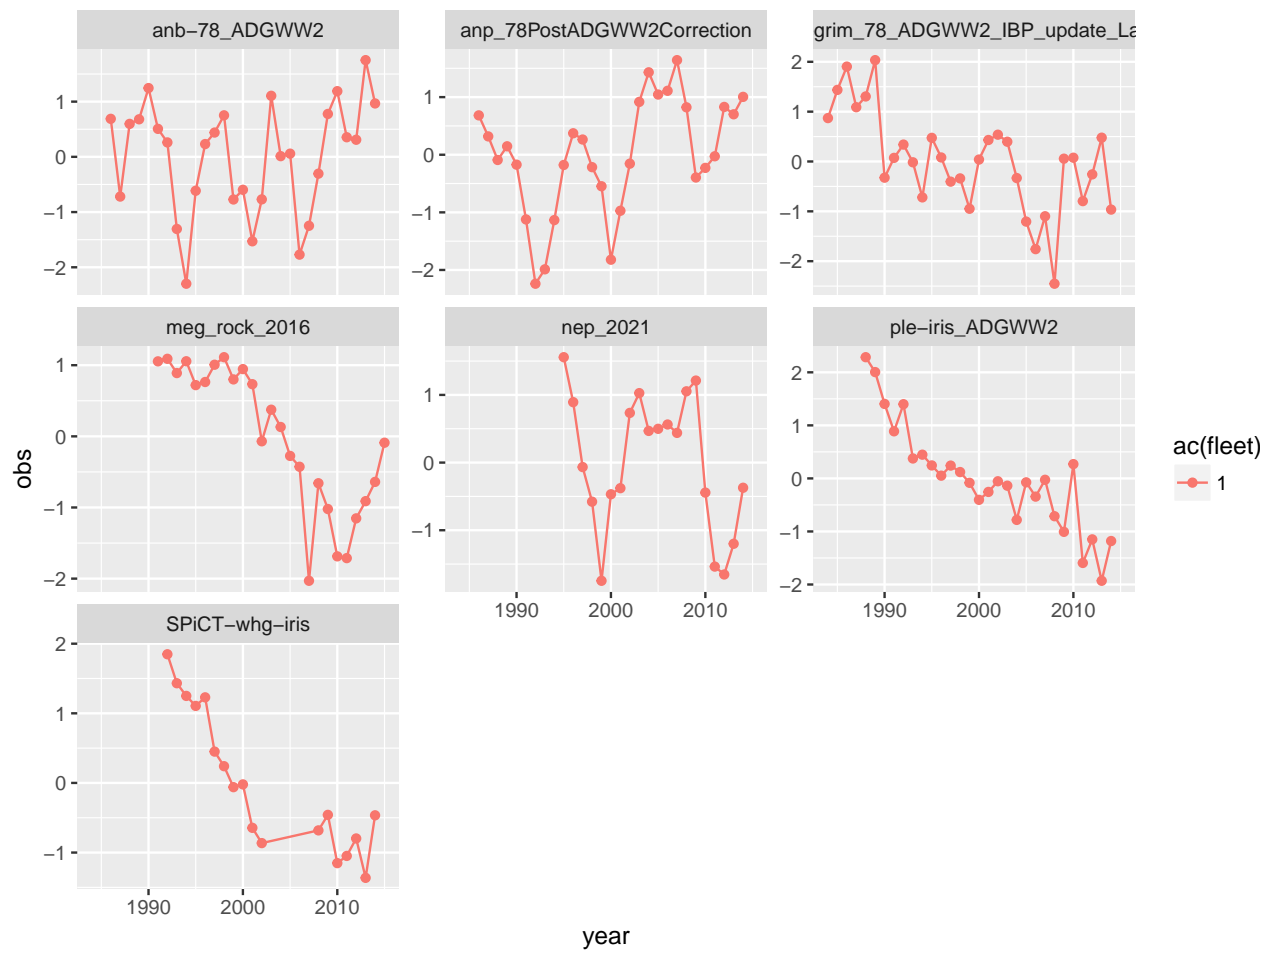 anb−78_ADGWW2
anp_78PostADGWW2Correction
grim_78_ADGWW2_IBP_update_La
1
0
−1
−2
1
0
−1
−2
2
1
0
−1
−2
meg_rock_2016
nep_2021
ple−iris_ADGWW2
1
0
−1
−2
1
0
−1
2
1
0
−1
−2
1990 2000 2010
1990 2000 2010
SPiCT−whg−iris
2
1
0
−1
1990 2000 2010
obs
year
ac(fleet)
1